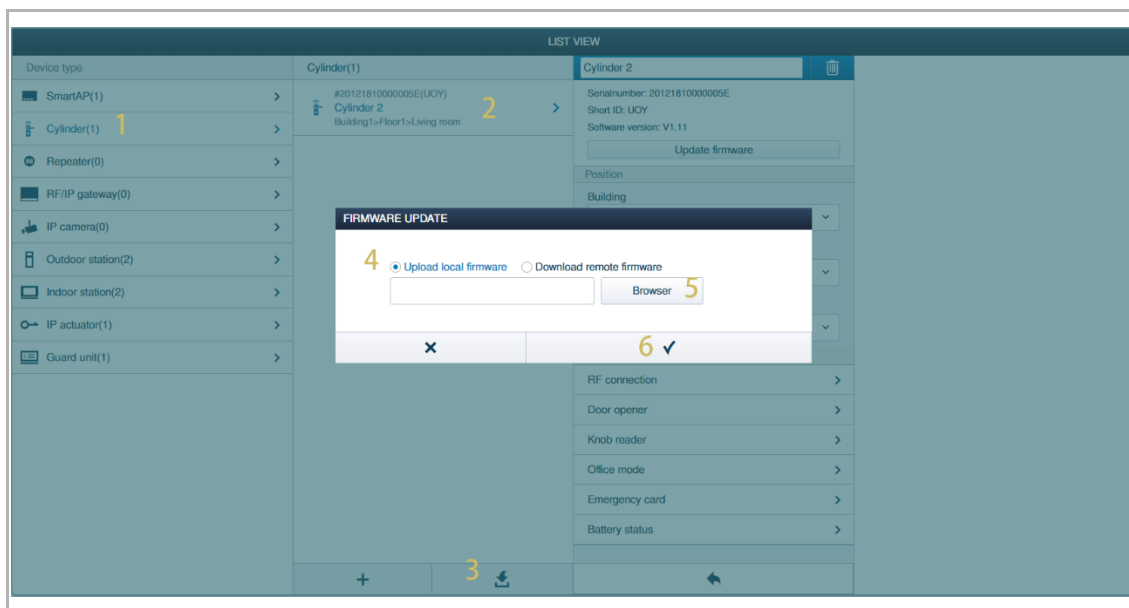 LIST VIEW
Device type
SmartAP(1)
Cylinder(1) 1
Repeater(0)
RF/IP gateway(0)
IP camera(0)
Outdoor station(2)
Indoor station(2)
IP actuator(1)
Guard unit(1)
Cylinder(1)
#20121810000005E(UOY)
Cylinder 2 2
Building1>Floor1>Living room
3
Cylinder 2
Serialnumber: 20121810000005E
Short ID: UOY
Software version: V1.11
Update firmware
Position
Building
RF connection
Door opener
Knob reader
Office mode
Emergency card
Battery status
FIRMWARE UPDATE
4 Upload local firmware Download remote firmware
Browser 5
6